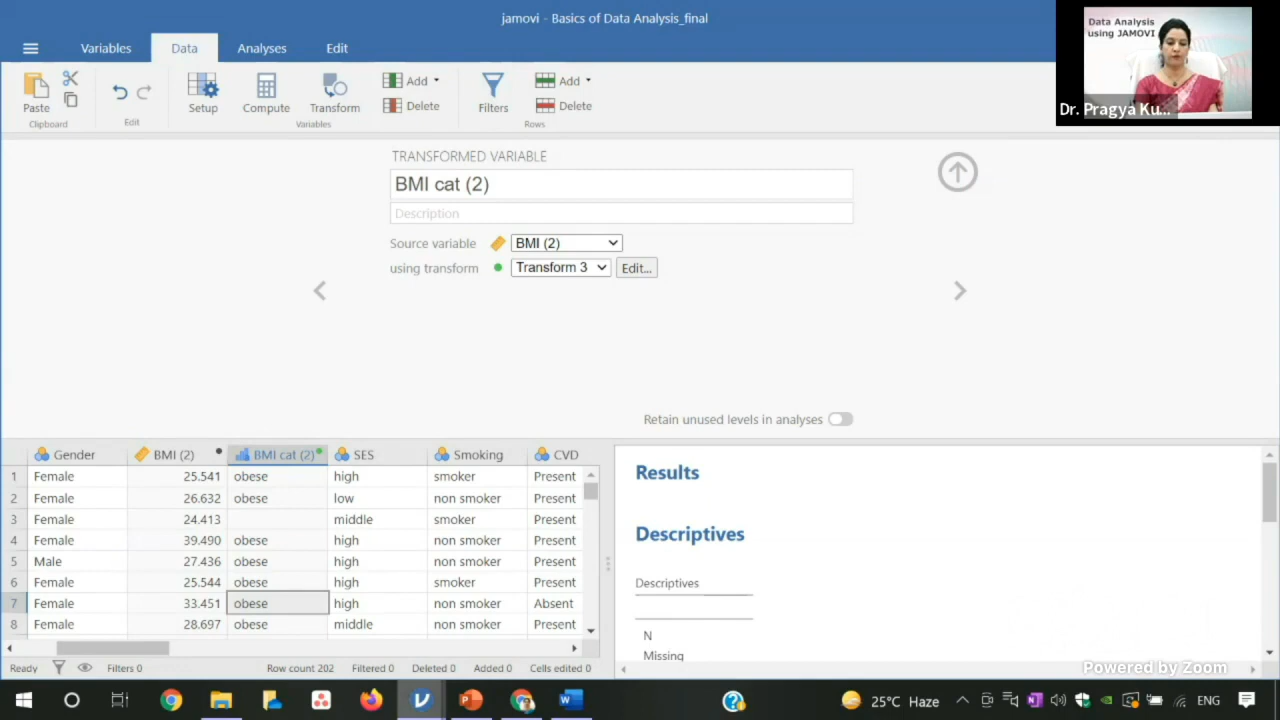 jamovi - Basics of Data Analysis_final
Data Analysis
using JAMOVI
Dr. Pragya Ku...
Variables Data Analyses Edit
Paste Setup Compute Transform Add Delete Filters Add Delete
Clipboard Edit Variables Rows
TRANSFORMED VARIABLE
BMI cat (2)
Description
Source variable BMI (2)
using transform Transform 3 Edit...
Retain unused levels in analyses
Gender BMI (2) BMI cat (2) SES Smoking CVD
1 Female 25.541 obese high smoker Present
2 Female 26.632 obese low non smoker Present
3 Female 24.413 middle smoker Present
4 Female 39.490 obese high non smoker Present
5 Male 27.436 obese high non smoker Present
6 Female 25.544 obese high smoker Present
7 Female 33.451 obese high non smoker Absent
8 Female 28.697 obese middle non smoker Present
Ready Filters 0 Row count 202 Filtered 0 Deleted 0 Added 0 Cells edited 0
Results
Descriptives
Descriptives
N
Missing
Powered by Zoom
25°C Haze ENG